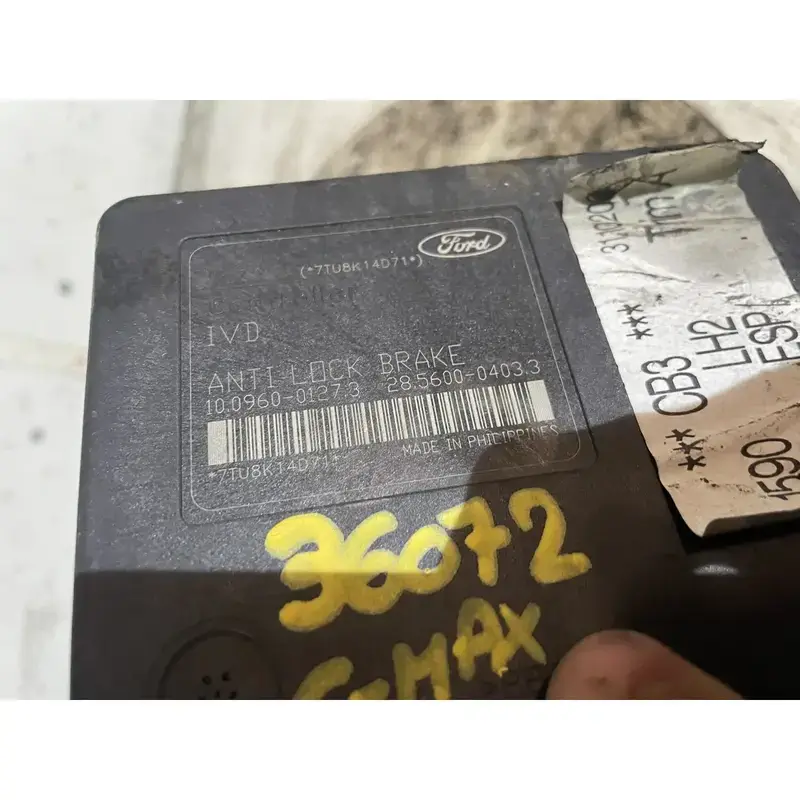 Ford
(*7TU8K14D71*)
IVD
ANTI LOCK BRAKE
10.0960-0127.3 28.5600-0403.3
*7TU8K14D71*
MADE IN PHILIPPINES
*** CB3 ***
LH2
ESP
1590
36072
C-MAX